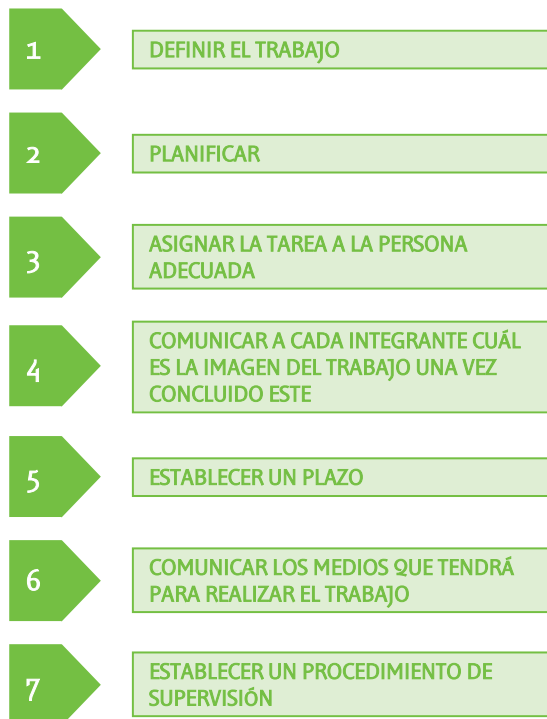 1
DEFINIR EL TRABAJO
2
PLANIFICAR
3
ASIGNAR LA TAREA A LA PERSONA
ADECUADA
4
COMUNICAR A CADA INTEGRANTE CUÁL
ES LA IMAGEN DEL TRABAJO UNA VEZ
CONCLUIDO ESTE
5
ESTABLECER UN PLAZO
6
COMUNICAR LOS MEDIOS QUE TENDRÁ
PARA REALIZAR EL TRABAJO
7
ESTABLECER UN PROCEDIMIENTO DE
SUPERVISIÓN